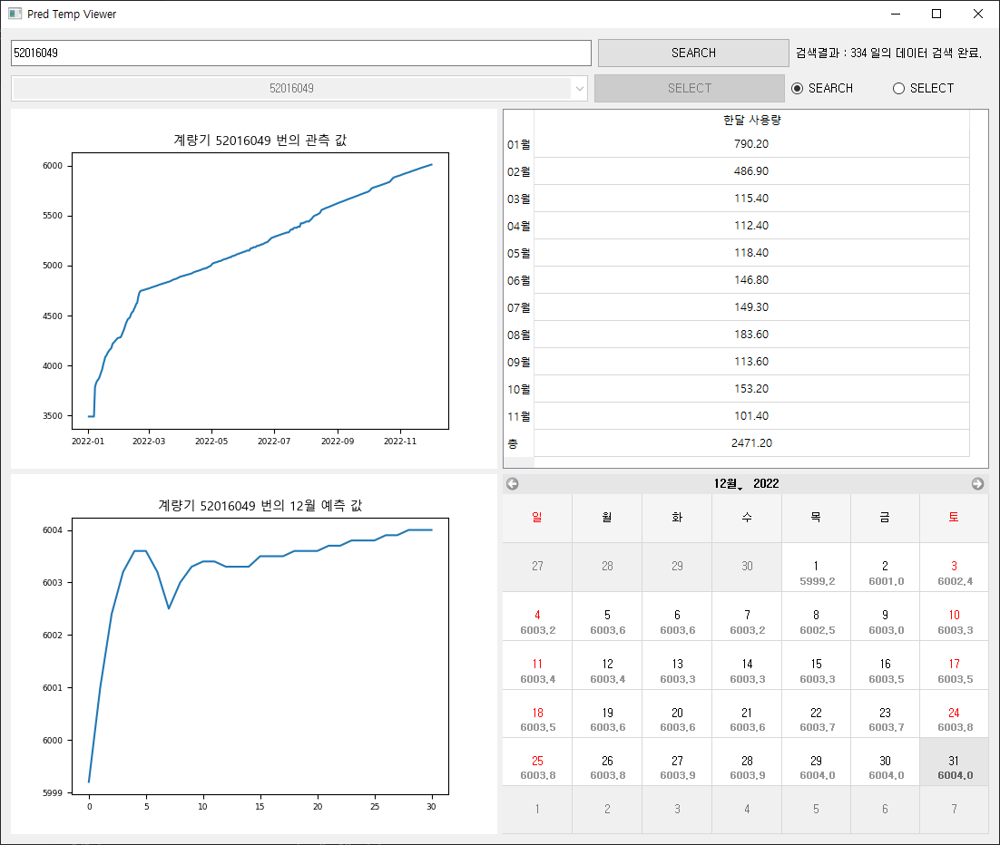 Pred Temp Viewer
52016049
SEARCH
검색결과 : 334 일의 데이터 검색 완료.
52016049
SELECT
SEARCH
SELECT
계량기 52016049 번의 관측 값
6000
5500
5000
4500
4000
3500
2022-01 2022-03 2022-05 2022-07 2022-09 2022-11
한달 사용량
01월 790.20
02월 486.90
03월 115.40
04월 112.40
05월 118.40
06월 146.80
07월 149.30
08월 183.60
09월 113.60
10월 153.20
11월 101.40
총 2471.20
계량기 52016049 번의 12월 예측 값
6004
6003
6002
6001
6000
5999
0 5 10 15 20 25 30
12월, 2022
일 월 화 수 목 금 토
27 28 29 30 1 2 3
5999.2 6001.0 6002.4
4 5 6 7 8 9 10
6003.2 6003.6 6003.6 6003.2 6002.5 6003.0 6003.3
11 12 13 14 15 16 17
6003.4 6003.4 6003.3 6003.3 6003.3 6003.5 6003.5
18 19 20 21 22 23 24
6003.5 6003.6 6003.6 6003.6 6003.7 6003.7 6003.8
25 26 27 28 29 30 31
6003.8 6003.8 6003.9 6003.9 6004.0 6004.0 6004.0
1 2 3 4 5 6 7